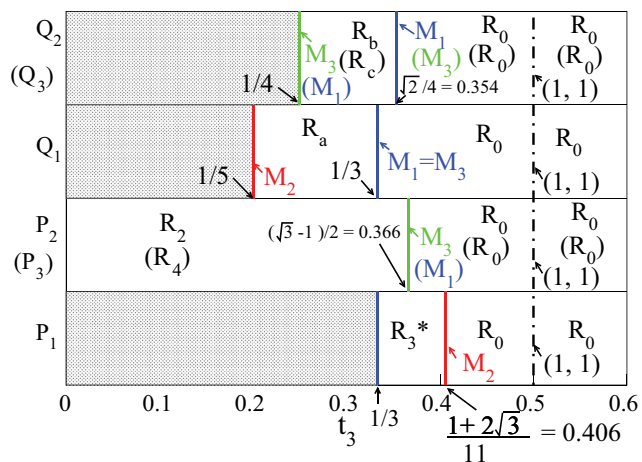 Q2
(Q3)
1/4
M3
(M1)
Rb
(Rc)
M1
(M3)
R0
(R0)
√2 /4 = 0.354
R0
(R0)
(1, 1)
Q1
1/5
M2
Ra
1/3
M1=M3
R0
R0
(1, 1)
P2
(P3)
R2
(R4)
(√3 -1 )/2 = 0.366
M3
(M1)
R0
(R0)
R0
(R0)
(1, 1)
P1
R3*
R0
M2
R0
(1, 1)
0 0.1 0.2 0.3 0.4 0.5 0.6
t3
1/3
1+ 2√3
11
= 0.406